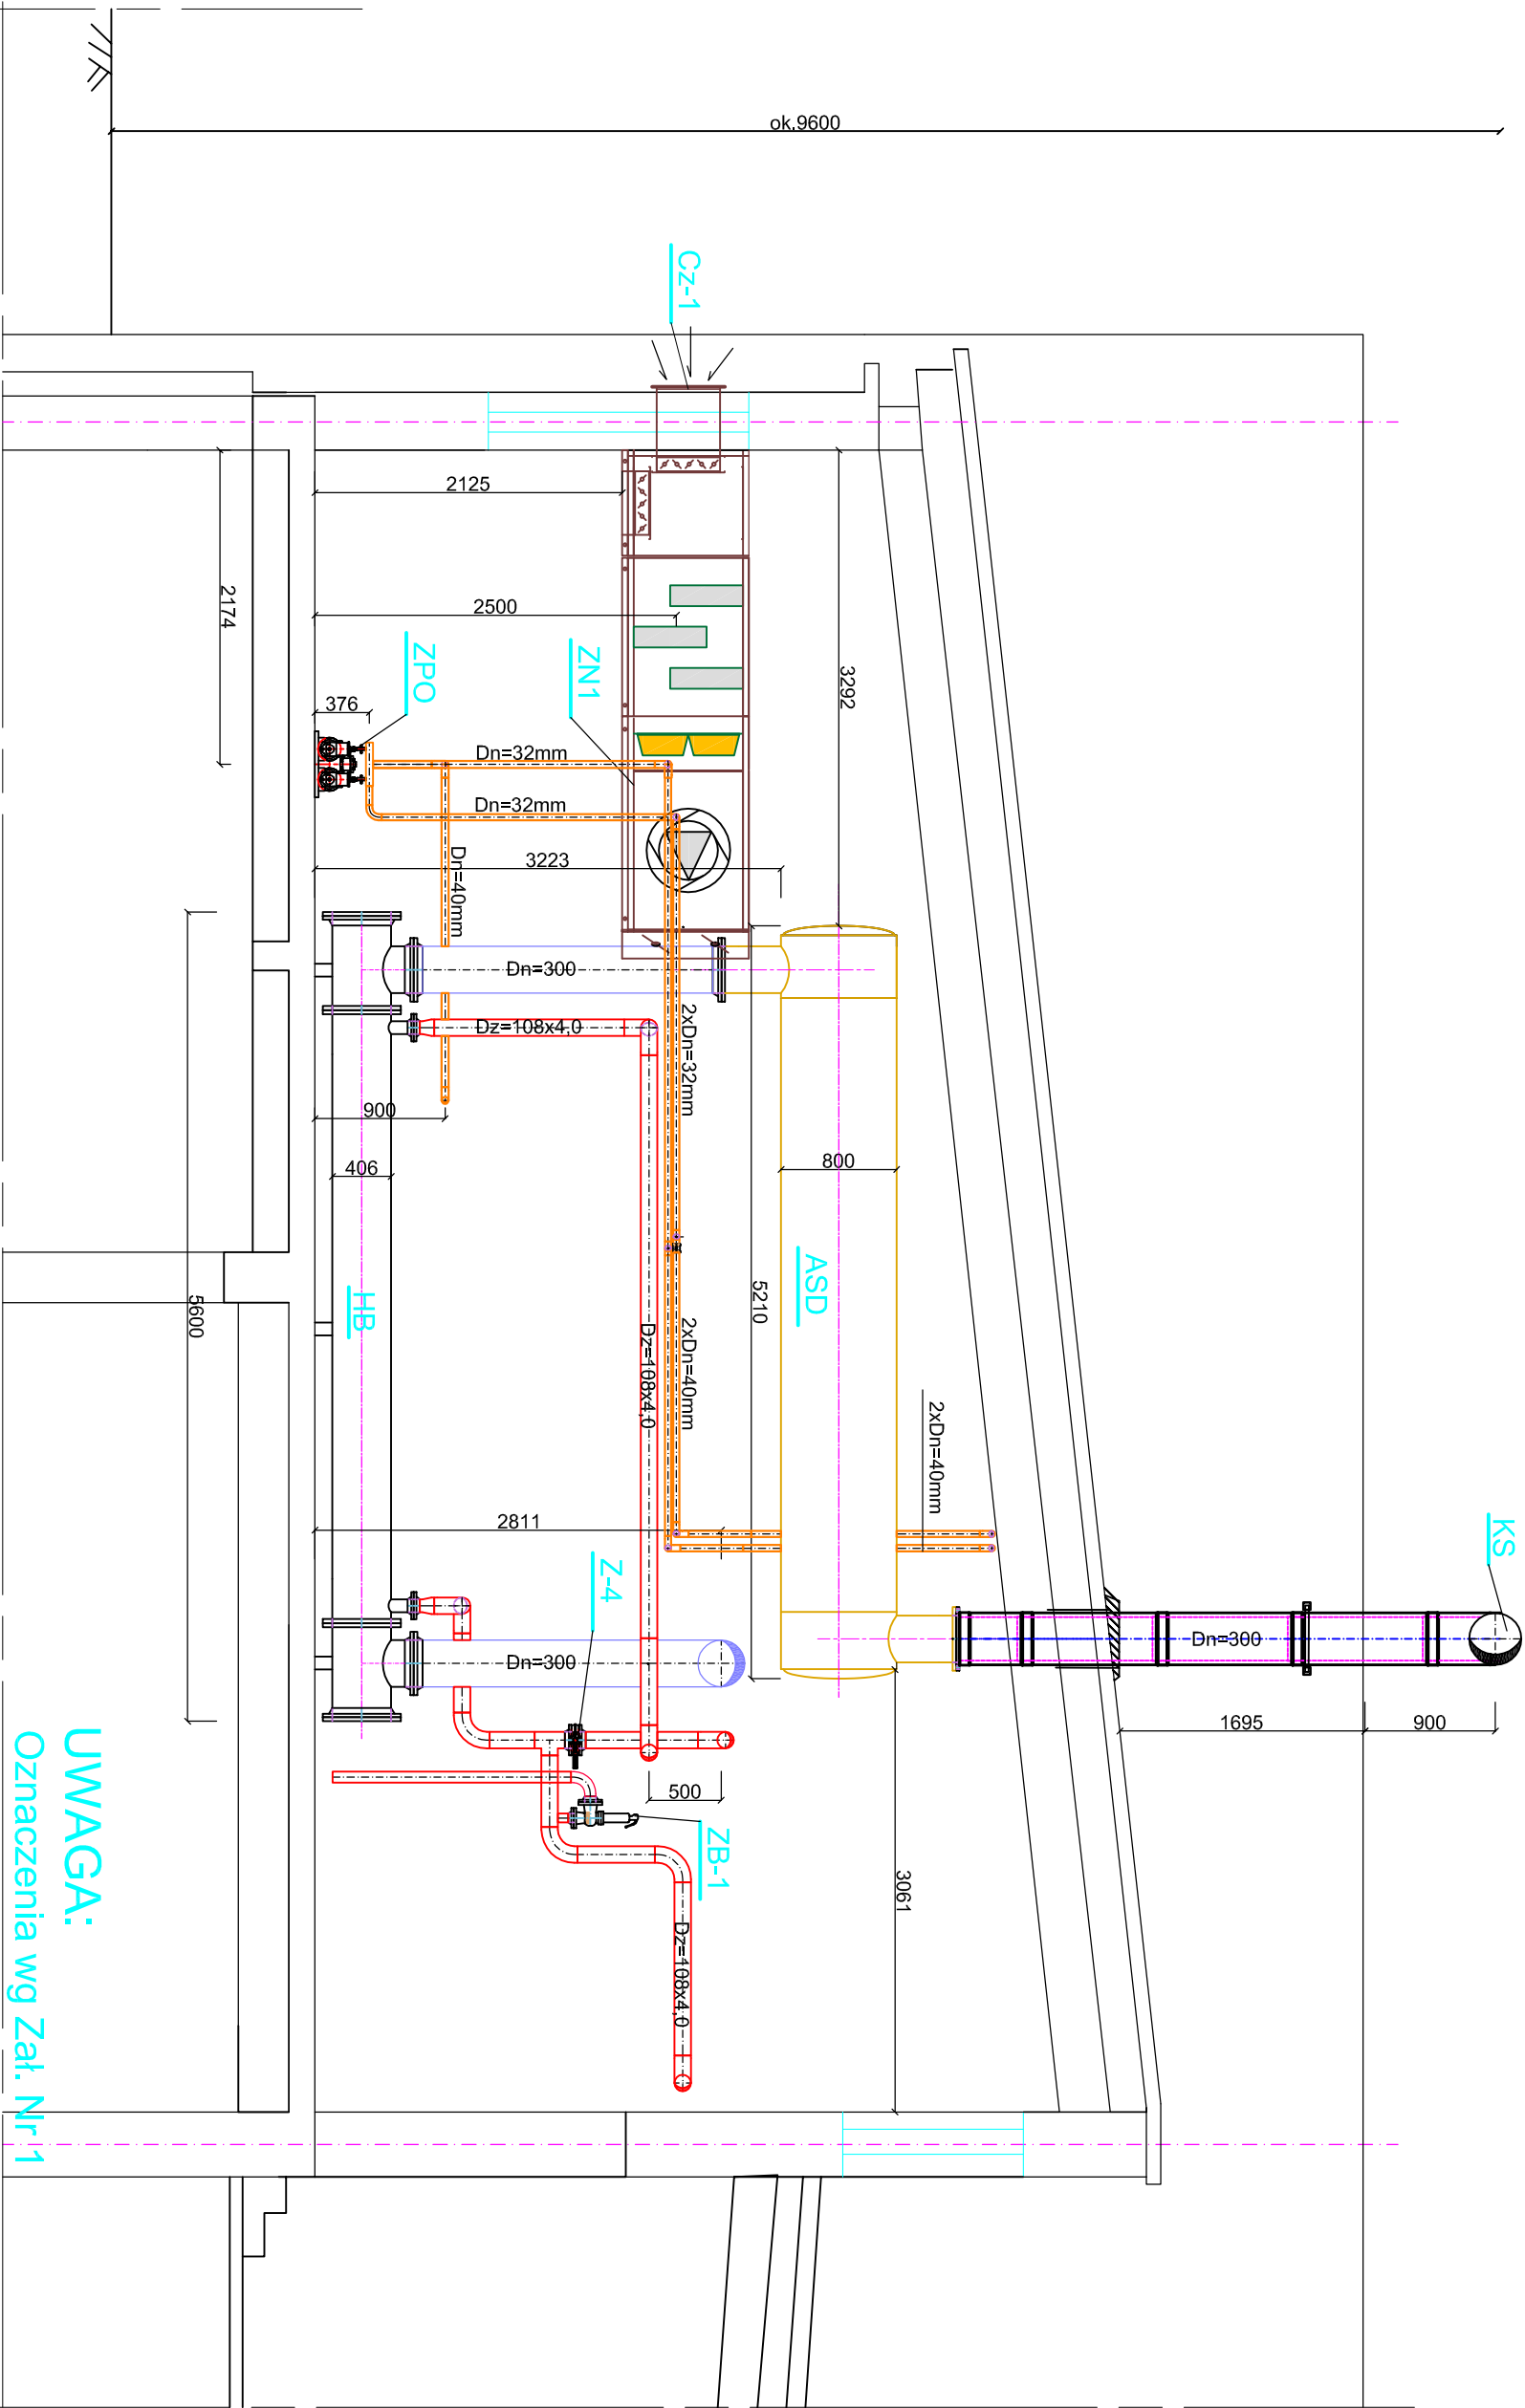 ok.9600
Cz-1
2125
2174
2500
3292
ZPO
ZN1
376
Dn=32mm
Dn=32mm
Dn=40mm
3223
Dn=300
Dz=108x4,0
2xDn=32mm
900
406
800
ASD
5210
HB
5600
Dz=108x4,0
2xDn=40mm
2xDn=40mm
2811
Z-4
KS
Dn=300
Dn=300
1695
900
500
ZB-1
3061
Dz=108x4,0
UWAGA:
Oznaczenia wg Zał. Nr 1